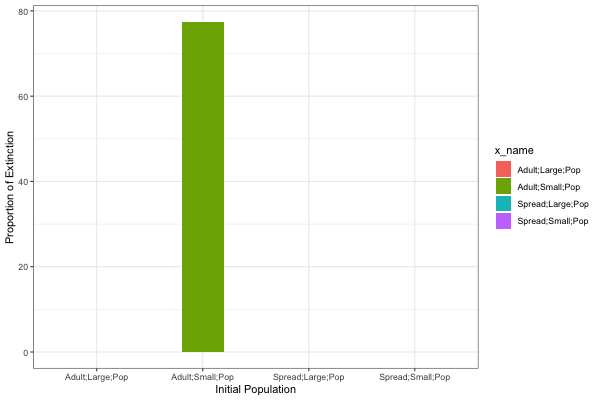 80
60
40
20
0
Proportion of Extinction
Adult;Large;Pop Adult;Small;Pop Spread;Large;Pop Spread;Small;Pop
Initial Population
x_name
Adult;Large;Pop
Adult;Small;Pop
Spread;Large;Pop
Spread;Small;Pop